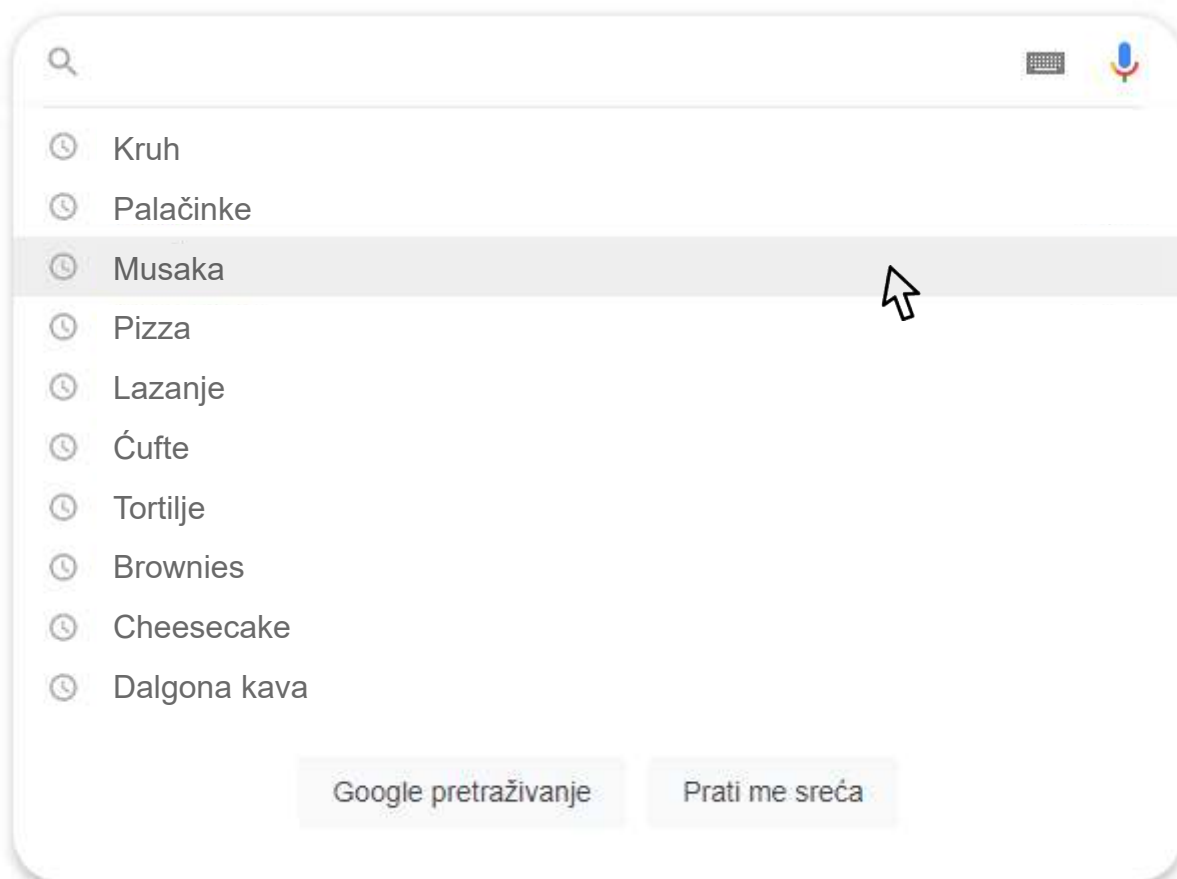 Kruh
Palačinke
Musaka
Pizza
Lazanje
Ćufte
Tortilje
Brownies
Cheesecake
Dalgona kava
Google pretraživanje Prati me sreća